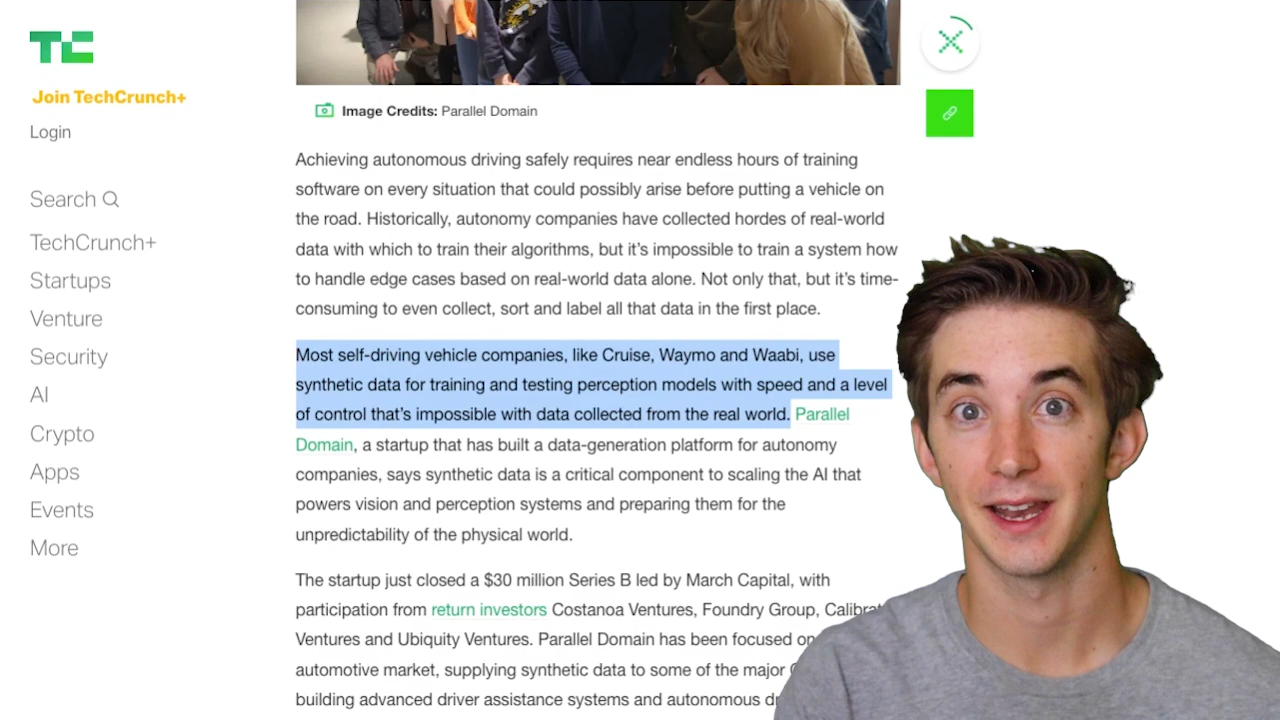 TC
Join TechCrunch+
Login
Search
TechCrunch+
Startups
Venture
Security
AI
Crypto
Apps
Events
More
Image Credits: Parallel Domain
Achieving autonomous driving safely requires near endless hours of training
software on every situation that could possibly arise before putting a vehicle on
the road. Historically, autonomy companies have collected hordes of real-world
data with which to train their algorithms, but it’s impossible to train a system how
to handle edge cases based on real-world data alone. Not only that, but it’s time-
consuming to even collect, sort and label all that data in the first place.
Most self-driving vehicle companies, like Cruise, Waymo and Waabi, use
synthetic data for training and testing perception models with speed and a level
of control that’s impossible with data collected from the real world. Parallel
Domain, a startup that has built a data-generation platform for autonomy
companies, says synthetic data is a critical component to scaling the AI that
powers vision and perception systems and preparing them for the
unpredictability of the physical world.
The startup just closed a $30 million Series B led by March Capital, with
participation from return investors Costanoa Ventures, Foundry Group,
Ventures and Ubiquity Ventures. Parallel Domain has been focused on
automotive market, supplying synthetic data to some of the major
building advanced driver assistance systems and autonomous